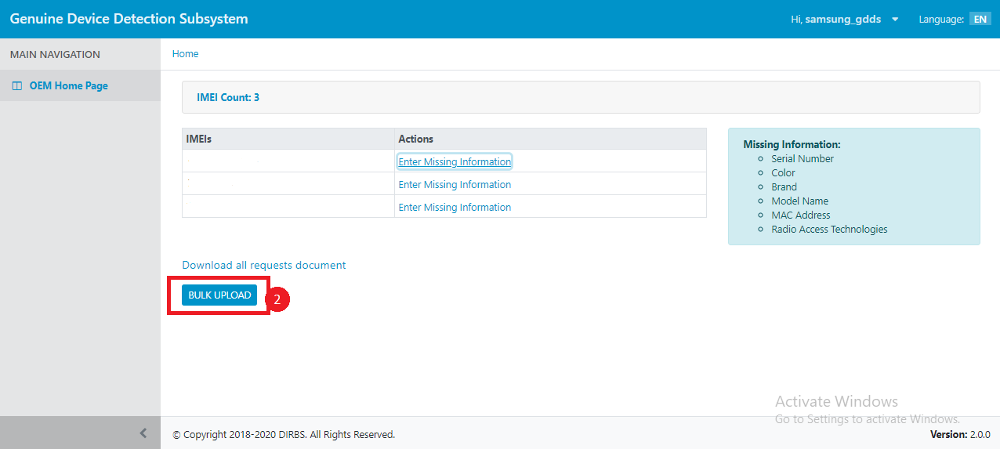 Genuine Device Detection Subsystem
Hi, samsung_gdds
Language: EN
MAIN NAVIGATION
Home
OEM Home Page
IMEI Count: 3
IMEIs Actions
Enter Missing Information
Enter Missing Information
Enter Missing Information
Missing Information:
Serial Number
Color
Brand
Model Name
MAC Address
Radio Access Technologies
Download all requests document
BULK UPLOAD
2
Activate Windows
Go to Settings to activate Windows.
© Copyright 2018-2020 DIRBS. All Rights Reserved.
Version: 2.0.0